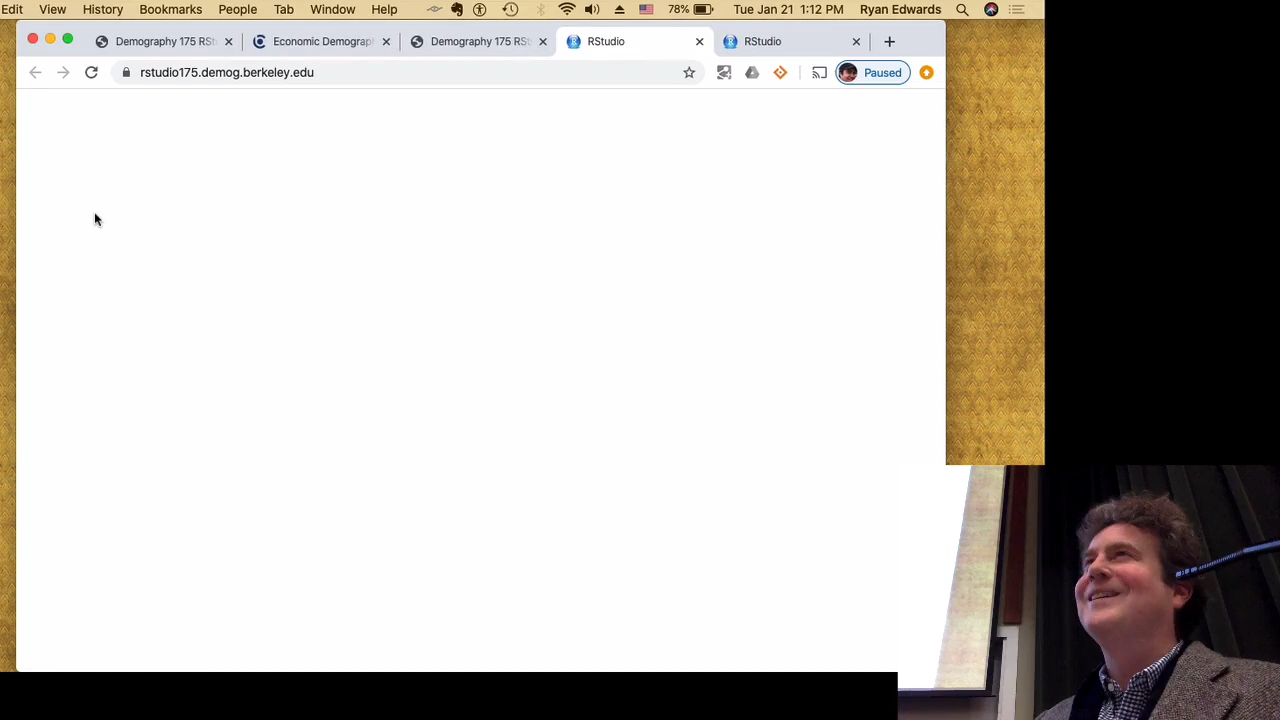 Edit View History Bookmarks People Tab Window Help 78% Tue Jan 21 1:12 PM Ryan Edwards
Demography 175 RSt Economic Demograp Demography 175 RSt RStudio RStudio
rstudio175.demog.berkeley.edu Paused